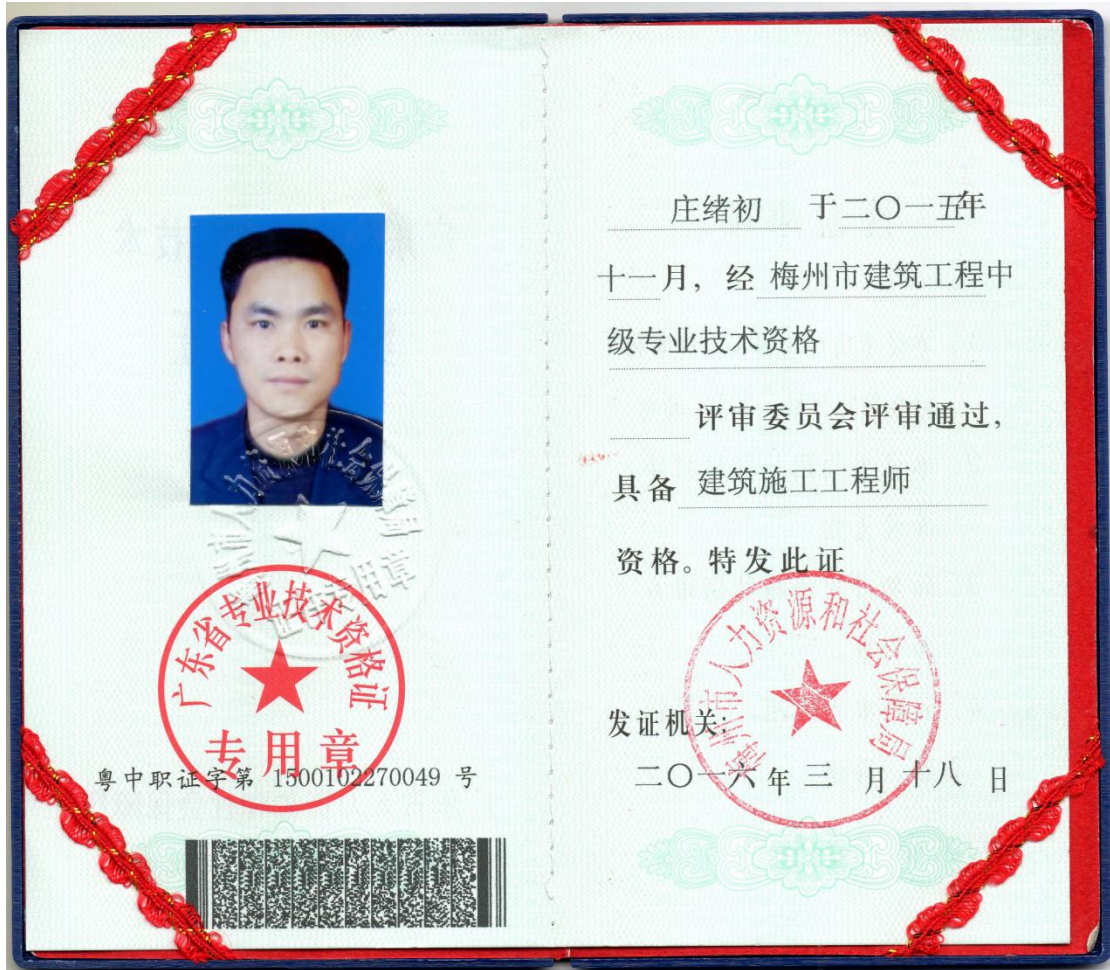 广东省专业技术资格证
专用章
粤中职证字第 1500102270049 号
庄绪初 于二〇一五年
十一月，经 梅州市建筑工程中
级专业技术资格
评审委员会评审通过，
具备 建筑施工工程师
资格。特发此证
梅州市人力资源和社会保障局
发证机关：
二〇一六年 三 月 十八 日